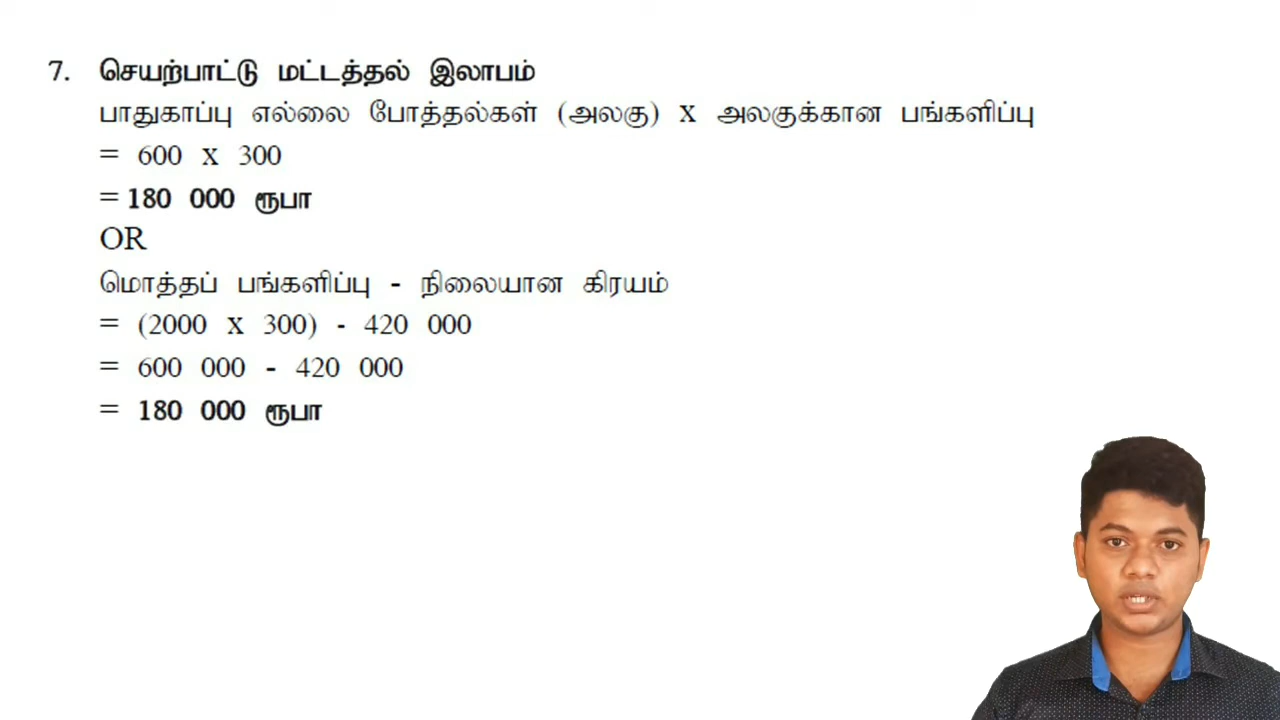 7. செயற்பாட்டு மட்டத்தல் இலாபம்
பாதுகாப்பு எல்லை போத்தல்கள் (அலகு) x அலகுக்கான பங்களிப்பு
= 600 x 300
= 180 000 ரூபா
OR
மொத்தப் பங்களிப்பு - நிலையான கிரயம்
= (2000 x 300) - 420 000
= 600 000 - 420 000
= 180 000 ரூபா